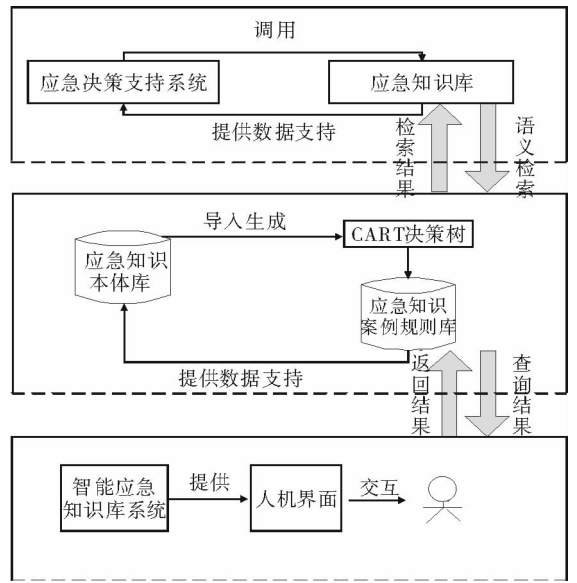 调用
应急决策支持系统
应急知识库
提供数据支持
检索结果
语义检索
导入生成
CART决策树
应急知识
本体库
应急知识
案例规则库
提供数据支持
返回结果
查询结果
智能应急
知识库系统
提供
人机界面
交互